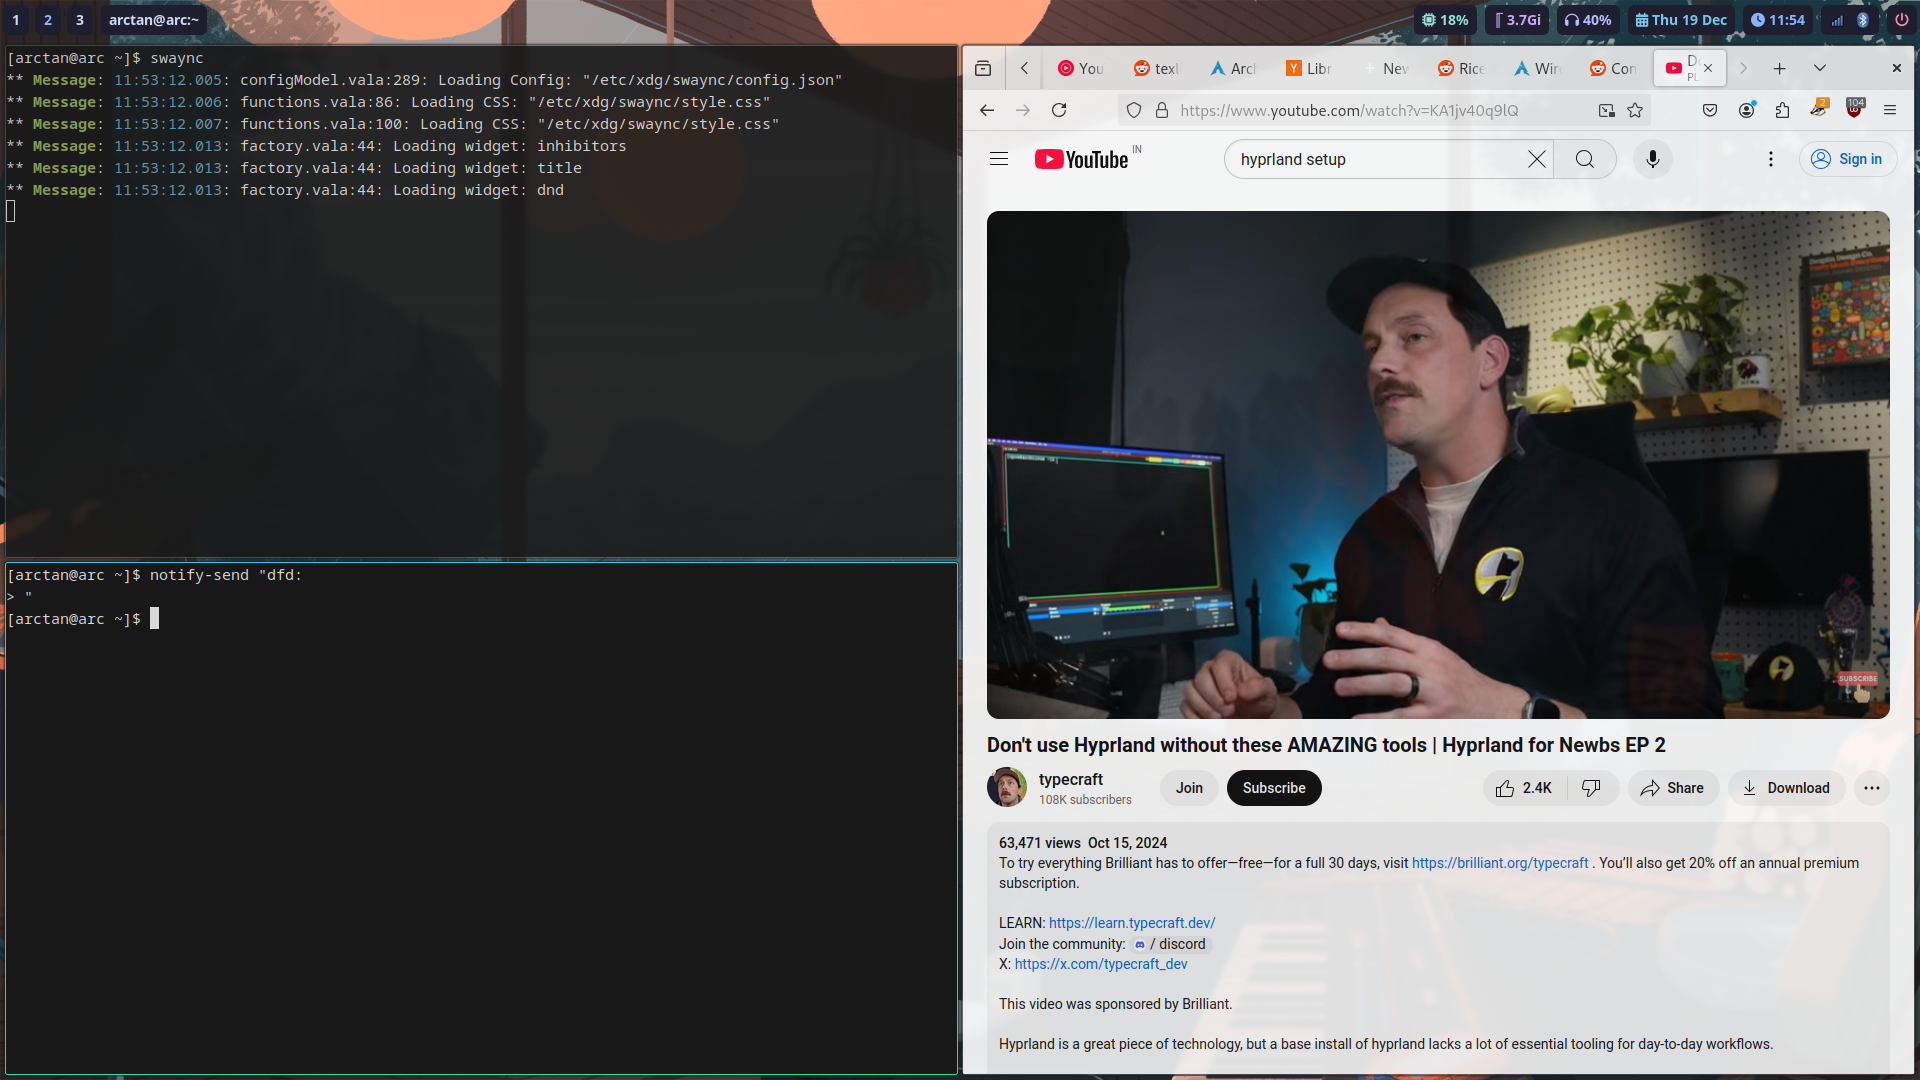 1 2 3 arctan@arc:~
18% 3.7Gi 40% Thu 19 Dec 11:54
[arctan@arc ~]$ swaync
** Message: 11:53:12.005: configModel.vala:289: Loading Config: "/etc/xdg/swaync/config.json"
** Message: 11:53:12.006: functions.vala:86: Loading CSS: "/etc/xdg/swaync/style.css"
** Message: 11:53:12.007: functions.vala:100: Loading CSS: "/etc/xdg/swaync/style.css"
** Message: 11:53:12.013: factory.vala:44: Loading widget: inhibitors
** Message: 11:53:12.013: factory.vala:44: Loading widget: title
** Message: 11:53:12.013: factory.vala:44: Loading widget: dnd
[arctan@arc ~]$ notify-send "dfd:
> "
[arctan@arc ~]$
You texl Arc Libr New Rice Wir Con D
PL
https://www.youtube.com/watch?v=KA1jv40q9lQ
2 104
YouTube IN
hyprland setup
Sign in
SUBSCRIBE
Don't use Hyprland without these AMAZING tools | Hyprland for Newbs EP 2
typecraft
108K subscribers
Join Subscribe 2.4K Share Download
63,471 views Oct 15, 2024
To try everything Brilliant has to offer—free—for a full 30 days, visit https://brilliant.org/typecraft . You’ll also get 20% off an annual premium
subscription.
LEARN: https://learn.typecraft.dev/
Join the community: / discord
X: https://x.com/typecraft_dev
This video was sponsored by Brilliant.
Hyprland is a great piece of technology, but a base install of hyprland lacks a lot of essential tooling for day-to-day workflows.